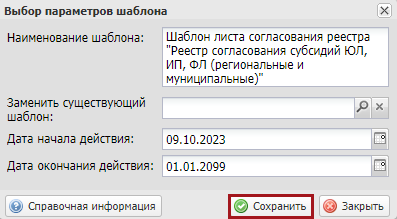 Выбор параметров шаблона
Наименование шаблона:
Шаблон листа согласования реестра
"Реестр согласования субсидий ЮЛ,
ИП, ФЛ (региональные и
муниципальные)"
Заменить существующий
шаблон:
Дата начала действия:
09.10.2023
Дата окончания действия:
01.01.2099
Справочная информация
Сохранить
Закрыть